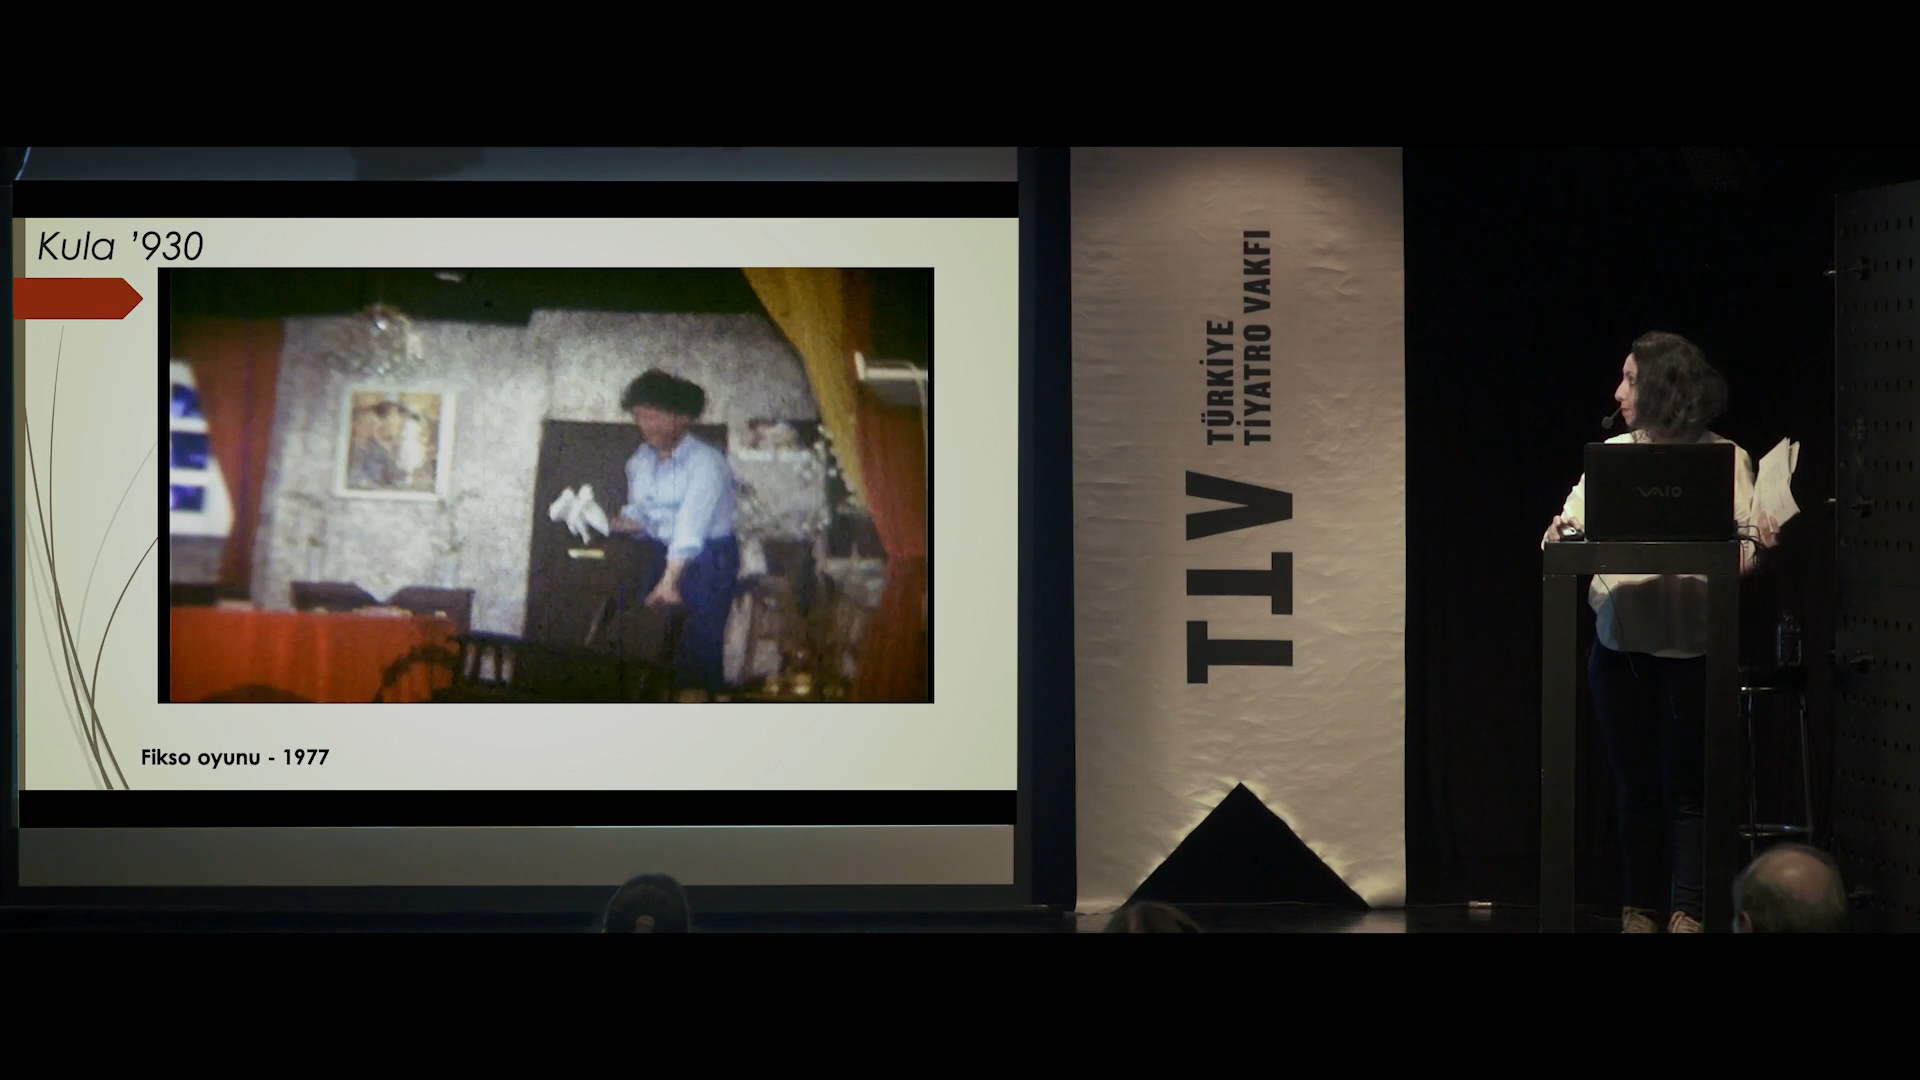 Kula ’930
Fikso oyunu - 1977
TÜRKİYE
TİYATRO VAKFI
TTV
VAIO